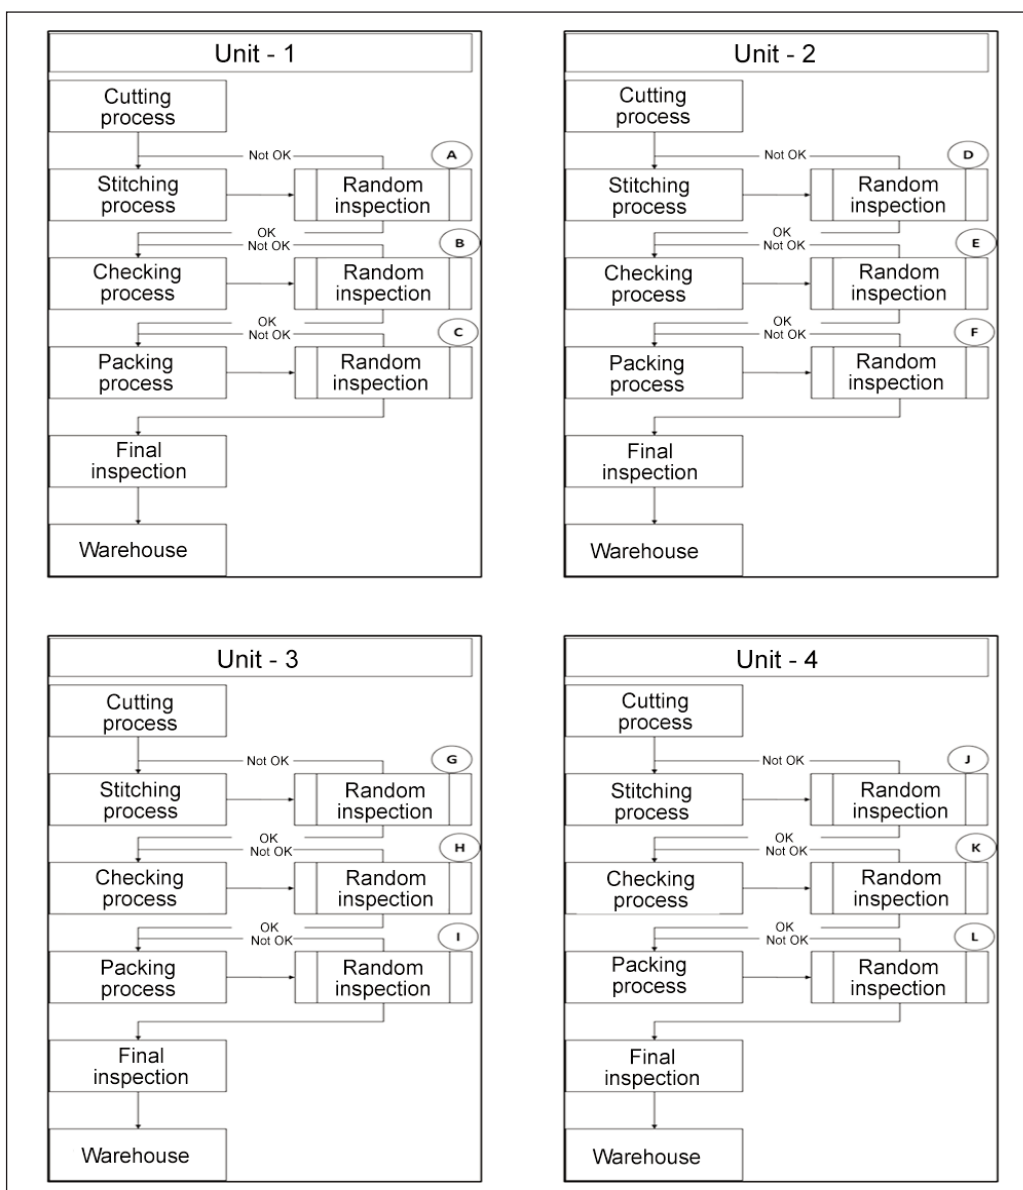 Unit - 1
Cutting
process
Not OK
A
Stitching
process
Random
inspection
OK
Not OK
B
Checking
process
Random
inspection
OK
Not OK
C
Packing
process
Random
inspection
Final
inspection
Warehouse
Unit - 2
Cutting
process
Not OK
D
Stitching
process
Random
inspection
OK
Not OK
E
Checking
process
Random
inspection
OK
Not OK
F
Packing
process
Random
inspection
Final
inspection
Warehouse
Unit - 3
Cutting
process
Not OK
G
Stitching
process
Random
inspection
OK
Not OK
H
Checking
process
Random
inspection
OK
Not OK
I
Packing
process
Random
inspection
Final
inspection
Warehouse
Unit - 4
Cutting
process
Not OK
J
Stitching
process
Random
inspection
OK
Not OK
K
Checking
process
Random
inspection
OK
Not OK
L
Packing
process
Random
inspection
Final
inspection
Warehouse